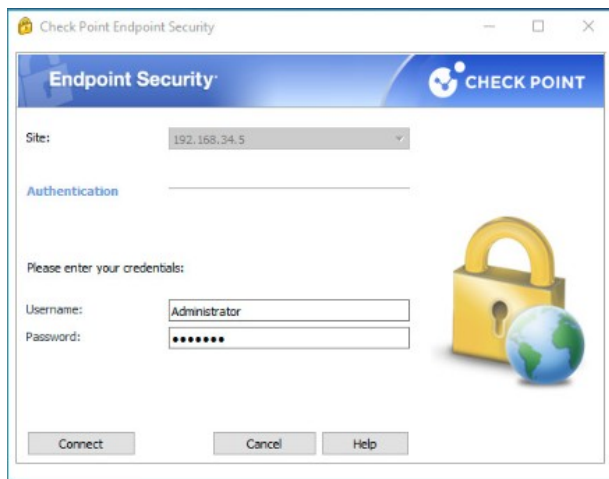 Check Point Endpoint Security
Endpoint Security
CHECK POINT
Site: 192.168.34.5
Authentication
Please enter your credentials:
Username: Administrator
Password: •••••••
Connect Cancel Help